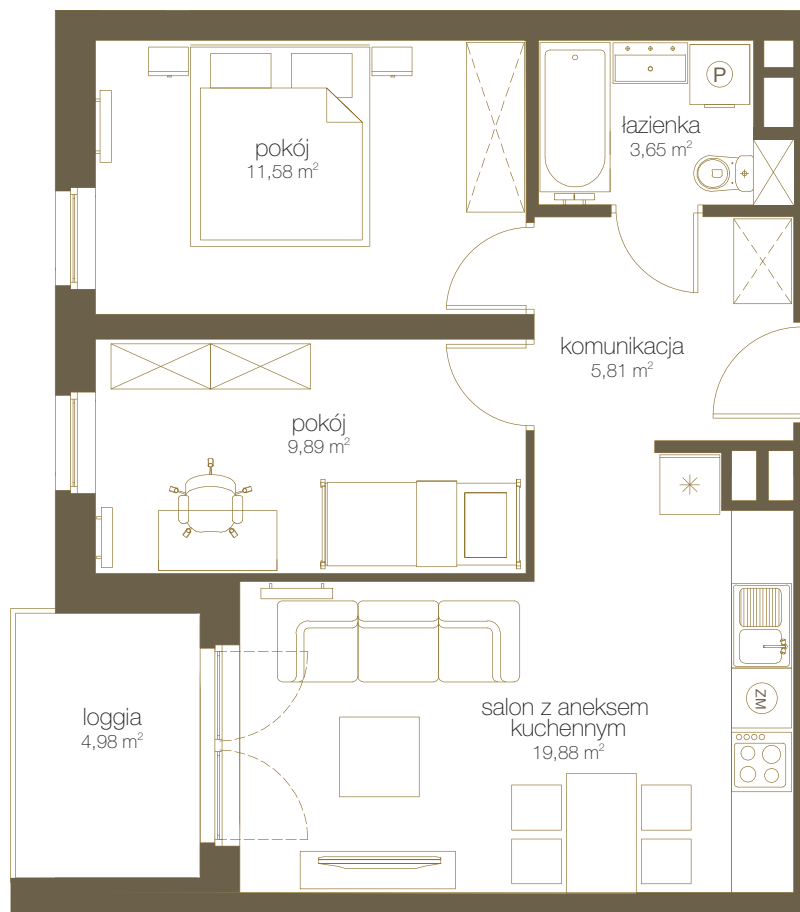 pokój
11,58 m²
łazienka
3,65 m²
P
komunikacja
5,81 m²
pokój
9,89 m²
loggia
4,98 m²
salon z aneksem
kuchennym
19,88 m²
ZM